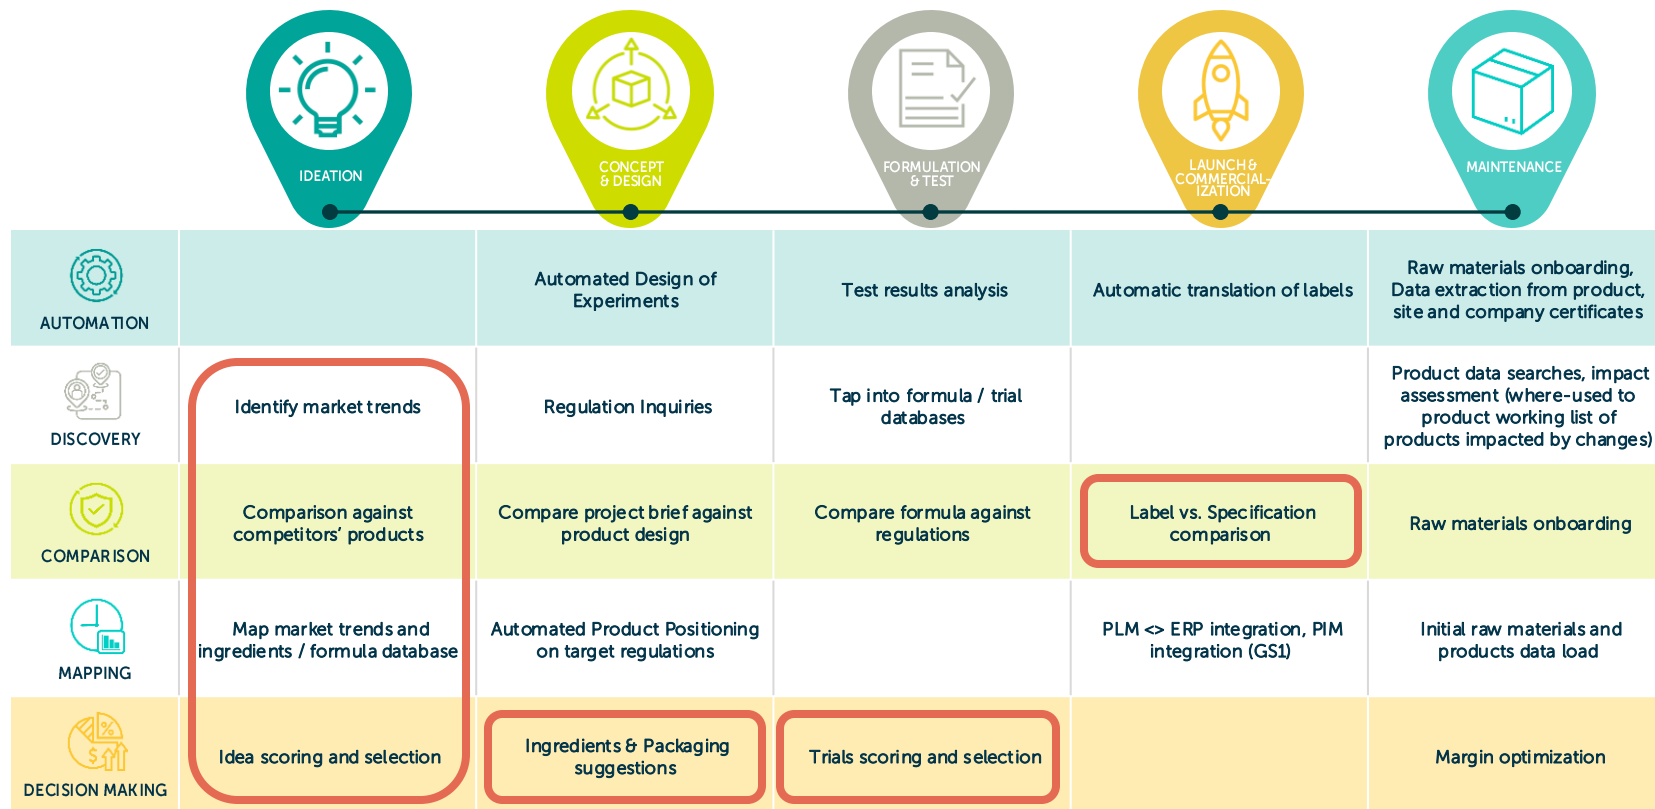 IDEATION
CONCEPT
& DESIGN
FORMULATION
& TEST
LAUNCH &
COMMERCIAL-
IZATION
MAINTENANCE
AUTOMATION
Automated Design of
Experiments
Test results analysis
Automatic translation of labels
Raw materials onboarding,
Data extraction from product,
site and company certificates
DISCOVERY
Identify market trends
Regulation Inquiries
Tap into formula / trial
databases
Product data searches, impact
assessment (where-used to
product working list of
products impacted by changes)
COMPARISON
Comparison against
competitors’ products
Compare project brief against
product design
Compare formula against
regulations
Label vs. Specification
comparison
Raw materials onboarding
MAPPING
Map market trends and
ingredients / formula database
Automated Product Positioning
on target regulations
PLM <> ERP integration, PIM
integration (GS1)
Initial raw materials and
products data load
%
$
DECISION MAKING
Idea scoring and selection
Ingredients & Packaging
suggestions
Trials scoring and selection
Margin optimization